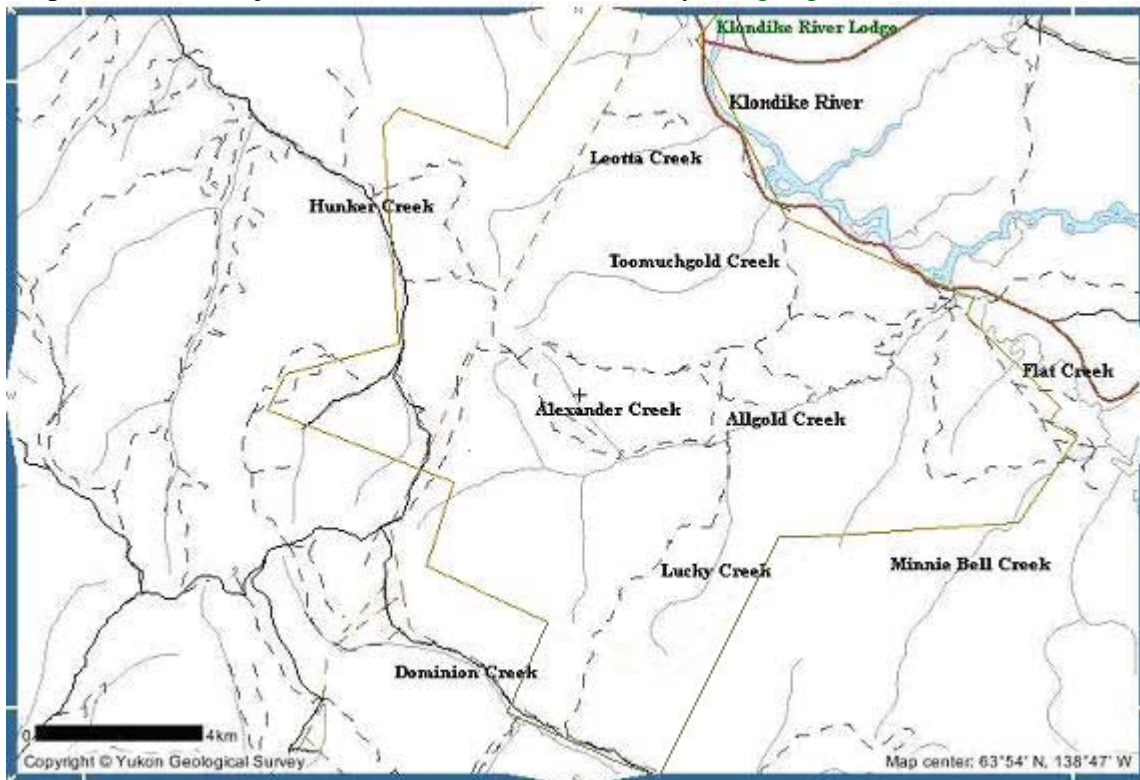 Klondike River Lodge
Klondike River
Leotta Creek
Hunker Creek
Toomuchgold Creek
Flat Creek
Alexander Creek
Allgold Creek
Minnie Bell Creek
Lucky Creek
Dominion Creek
0 4km
Copyright © Yukon Geological Survey
Map center: 63°54' N, 138°47' W